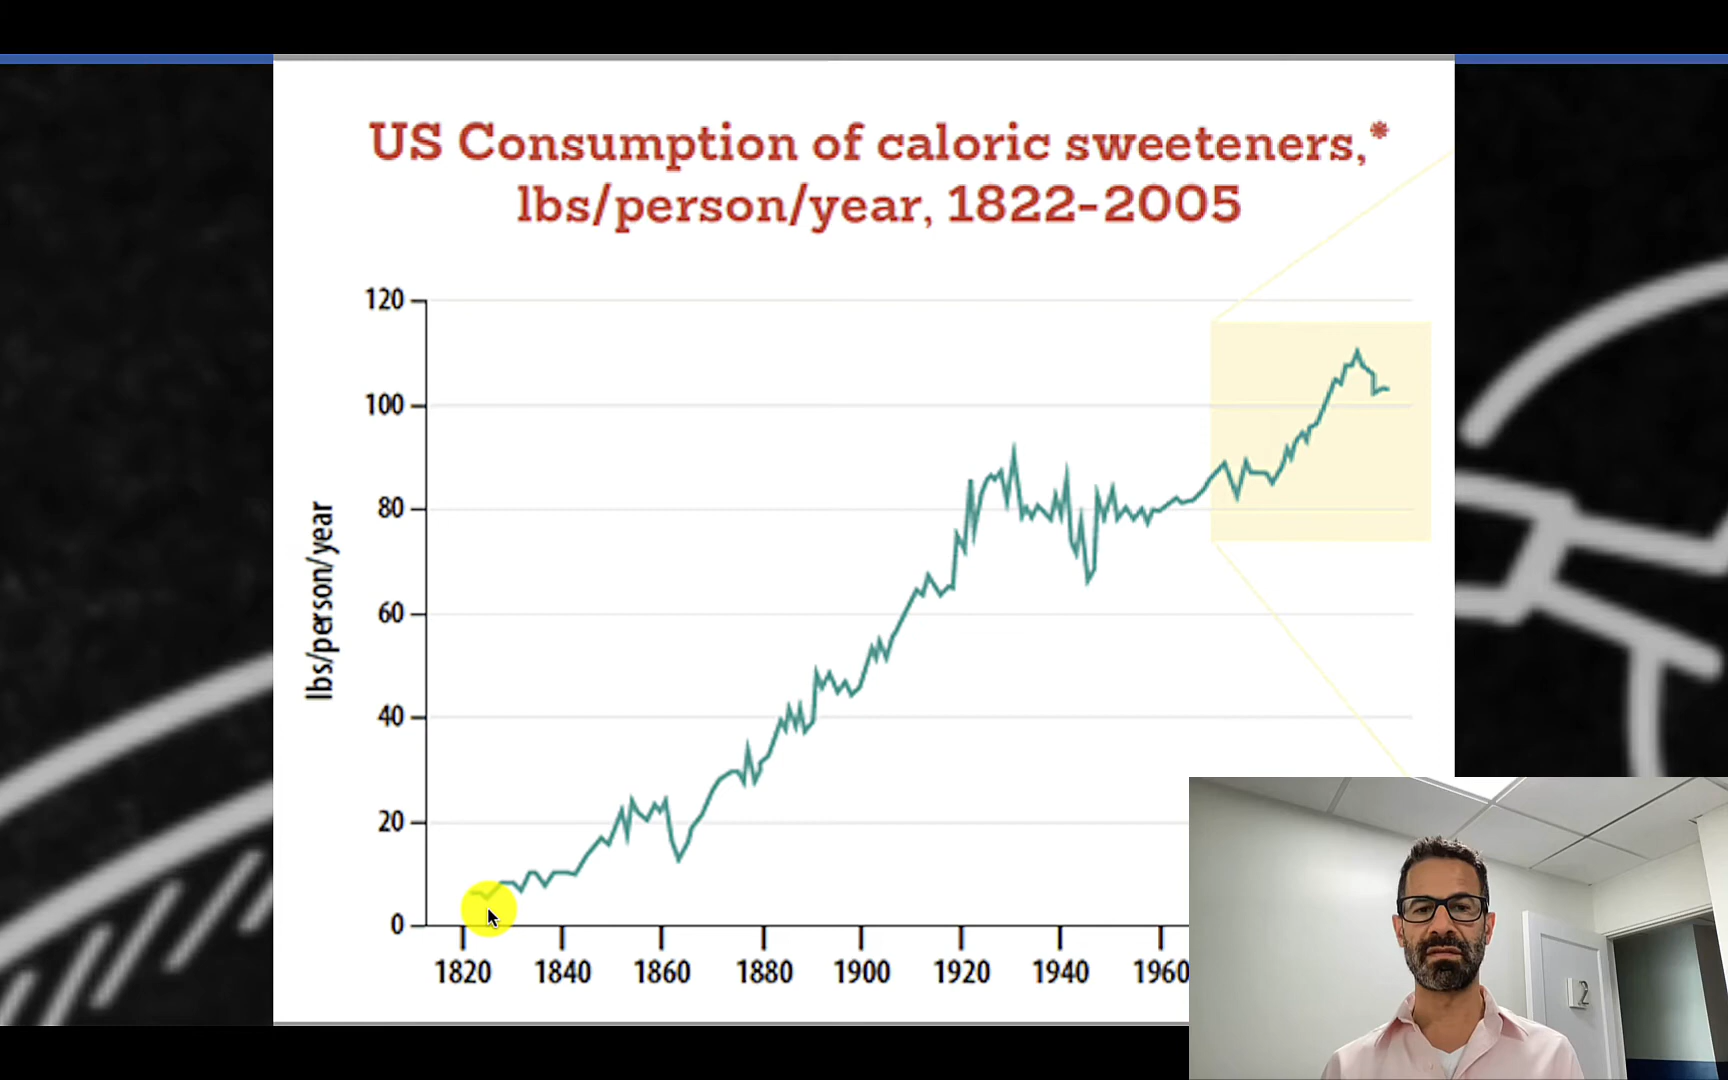 US Consumption of caloric sweeteners,*
lbs/person/year, 1822-2005
120
100
80
60
40
20
0
lbs/person/year
1820 1840 1860 1880 1900 1920 1940 1960
2